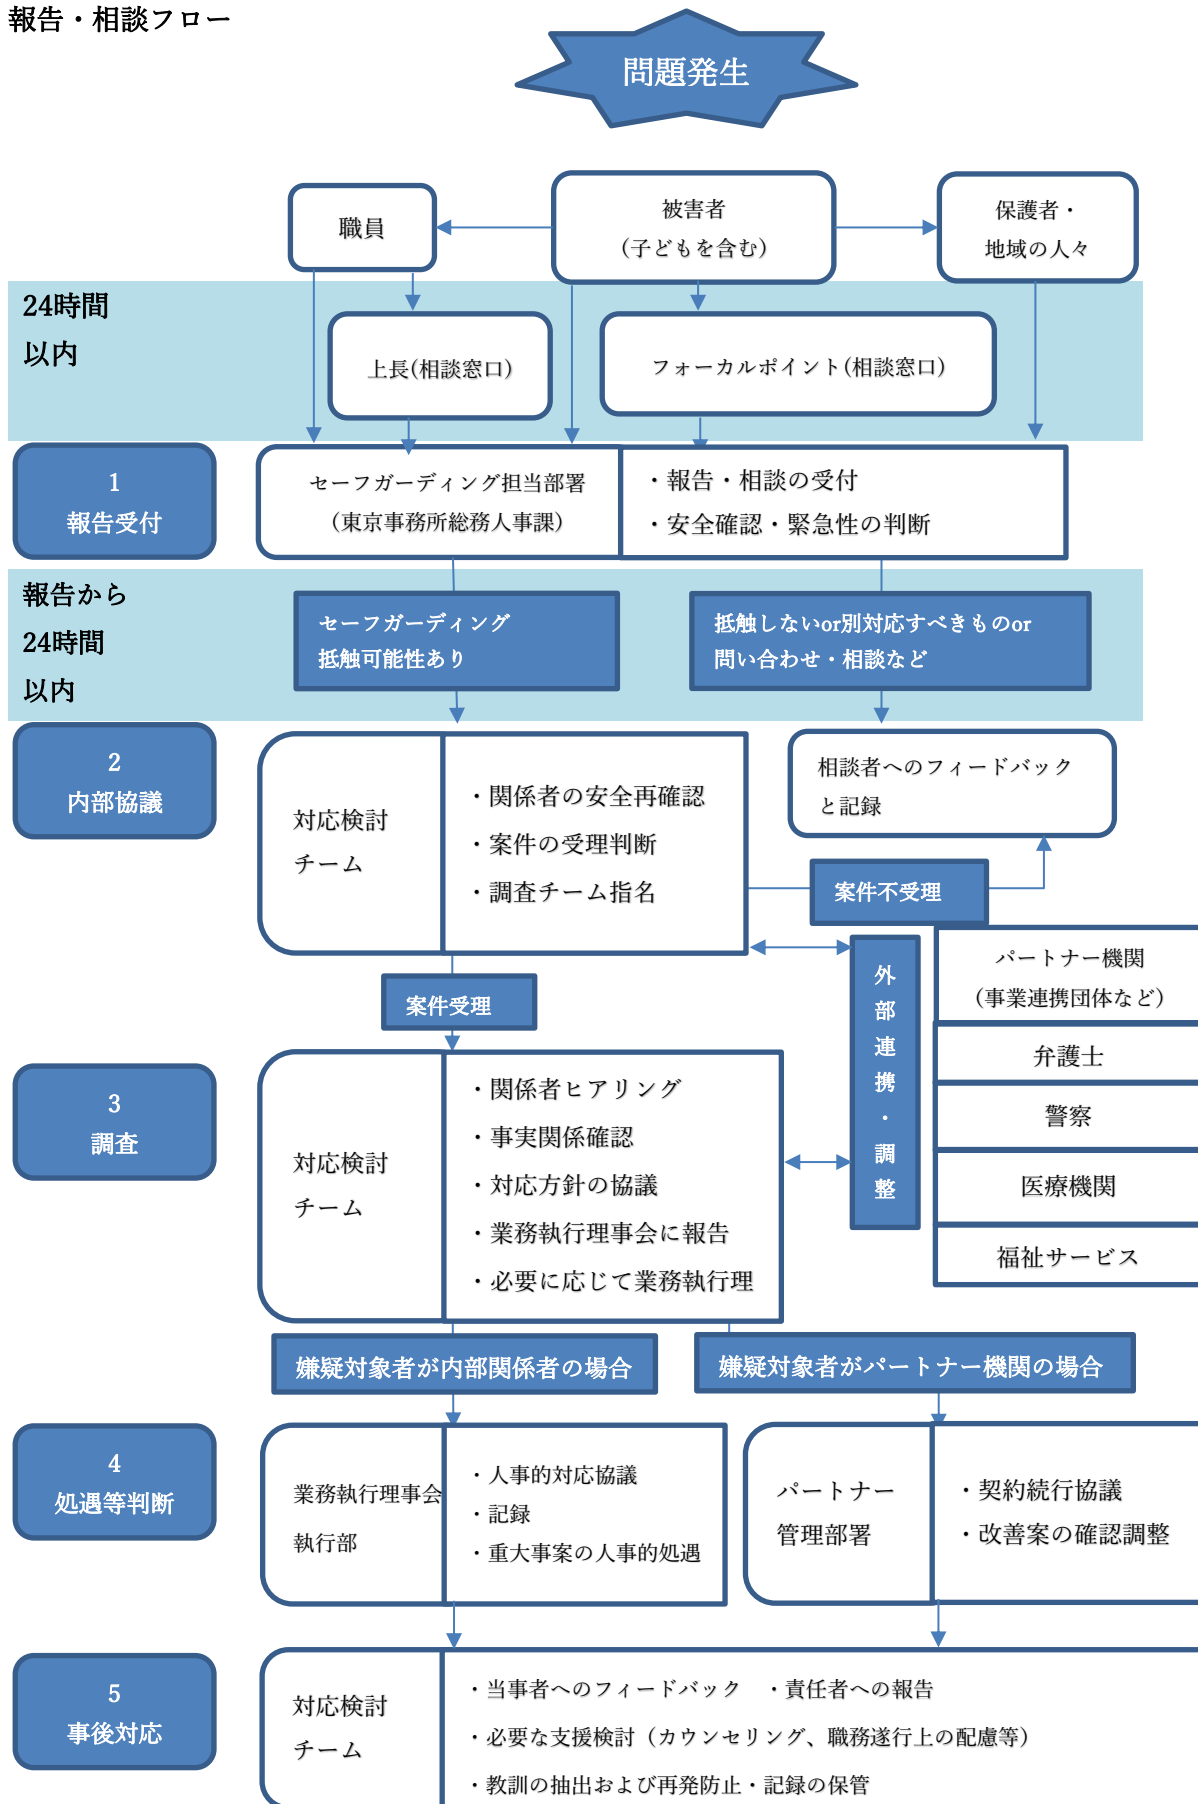 報告・相談フロー
問題発生
職員
被害者
(子どもを含む)
保護者・
地域の人々
24時間
以内
上長(相談窓口)
フォーカルポイント(相談窓口)
1
報告受付
セーフガーディング担当部署
(東京事務所総務人事課)
・報告・相談の受付
・安全確認・緊急性の判断
報告から
24時間
以内
セーフガーディング
抵触可能性あり
抵触しないor別対応すべきものor
問い合わせ・相談など
2
内部協議
対応検討
チーム
・関係者の安全再確認
・案件の受理判断
・調査チーム指名
相談者へのフィードバック
と記録
案件不受理
案件受理
外部連携・調整
パートナー機関
(事業連携団体など)
弁護士
警察
医療機関
福祉サービス
3
調査
対応検討
チーム
・関係者ヒアリング
・事実関係確認
・対応方針の協議
・業務執行理事会に報告
・必要に応じて業務執行理
嫌疑対象者が内部関係者の場合
嫌疑対象者がパートナー機関の場合
4
処遇等判断
業務執行理事会
執行部
・人事的対応協議
・記録
・重大事案の人事的処遇
パートナー
管理部署
・契約続行協議
・改善案の確認調整
5
事後対応
対応検討
チーム
・当事者へのフィードバック ・責任者への報告
・必要な支援検討（カウンセリング、職務遂行上の配慮等）
・教訓の抽出および再発防止・記録の保管